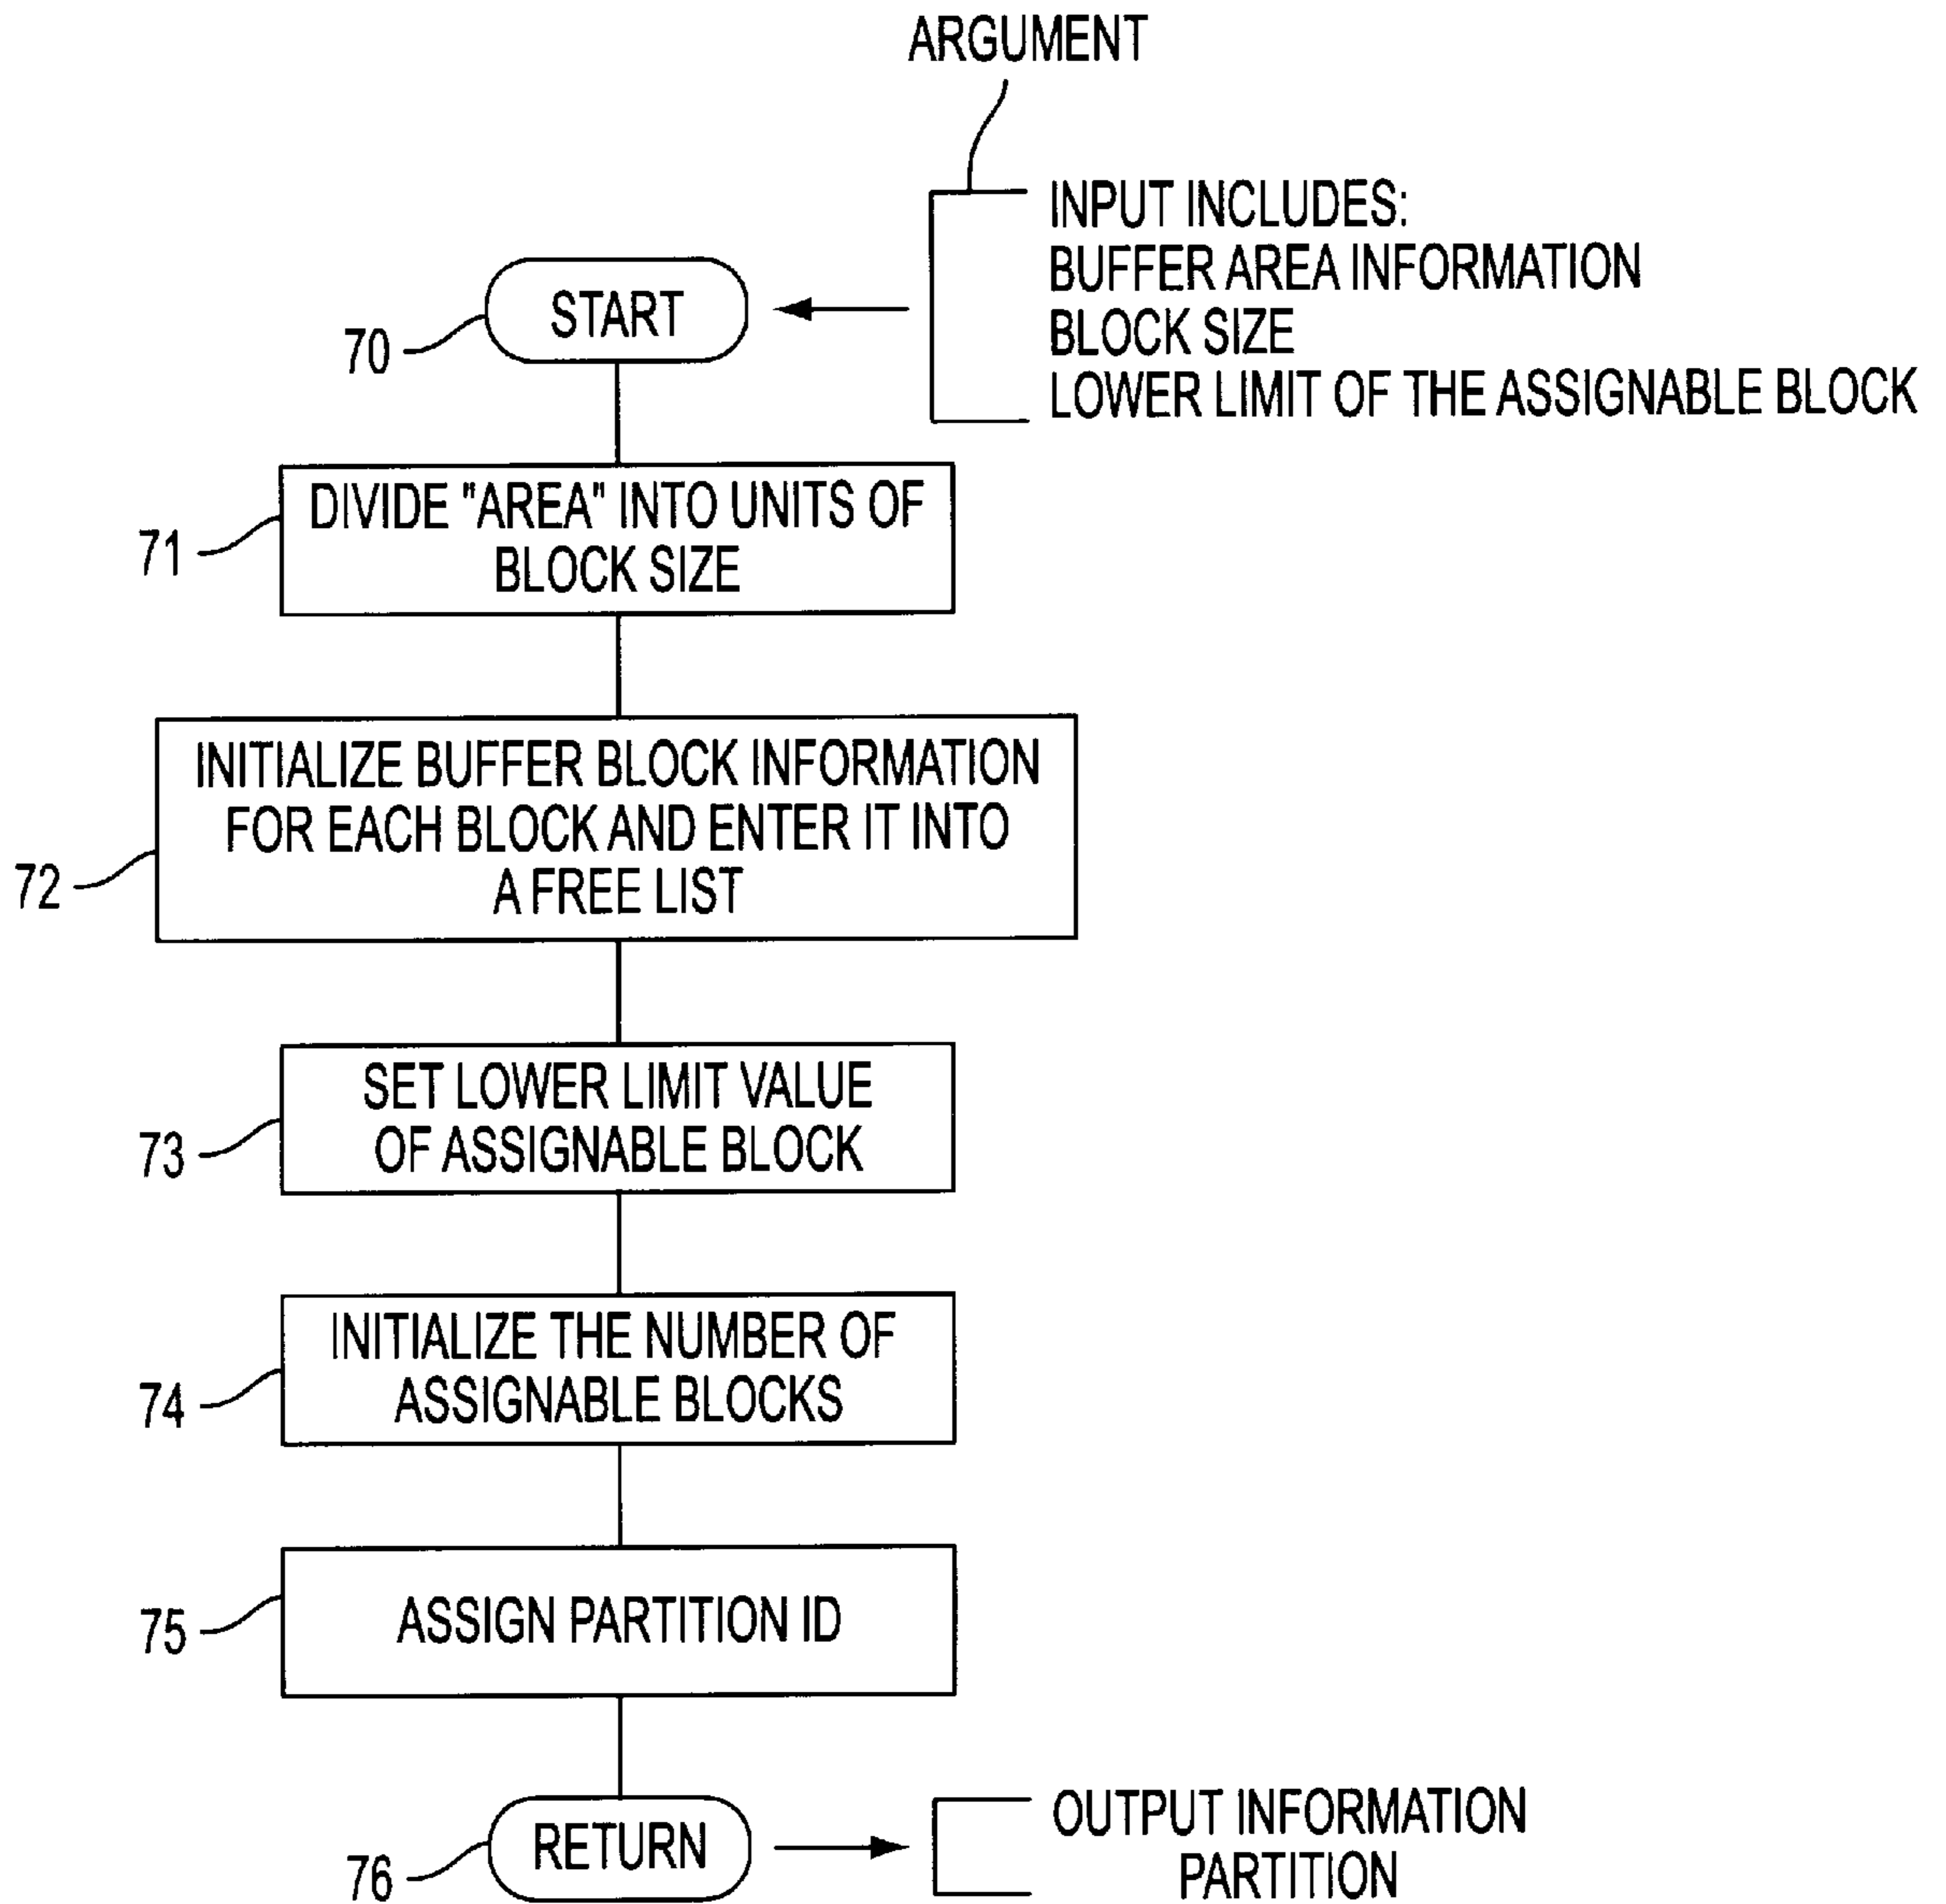 ARGUMENT
INPUT INCLUDES:
BUFFER AREA INFORMATION
BLOCK SIZE
LOWER LIMIT OF THE ASSIGNABLE BLOCK
START
70
DIVIDE "AREA" INTO UNITS OF
BLOCK SIZE
71
INITIALIZE BUFFER BLOCK INFORMATION
FOR EACH BLOCK AND ENTER IT INTO
A FREE LIST
72
SET LOWER LIMIT VALUE
OF ASSIGNABLE BLOCK
73
INITIALIZE THE NUMBER OF
ASSIGNABLE BLOCKS
74
ASSIGN PARTITION ID
75
RETURN
76
OUTPUT INFORMATION
PARTITION